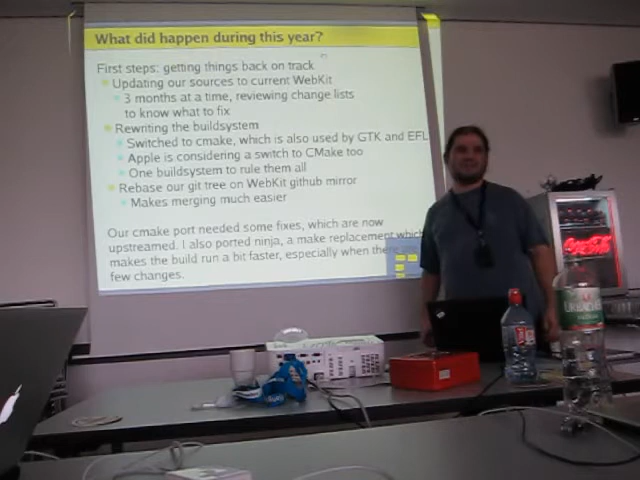 What did happen during this year?
First steps: getting things back on track
Updating our sources to current WebKit
3 months at a time, reviewing change lists
to know what to fix
Rewriting the buildsystem
Switched to cmake, which is also used by GTK and EFL
Apple is considering a switch to CMake too
One buildsystem to rule them all
Rebase our git tree on WebKit github mirror
Makes merging much easier
Our cmake port needed some fixes, which are now
upstreamed. I also ported ninja, a make replacement which
makes the build run a bit faster, especially when there are
few changes.
Coca-Cola
URBACHER